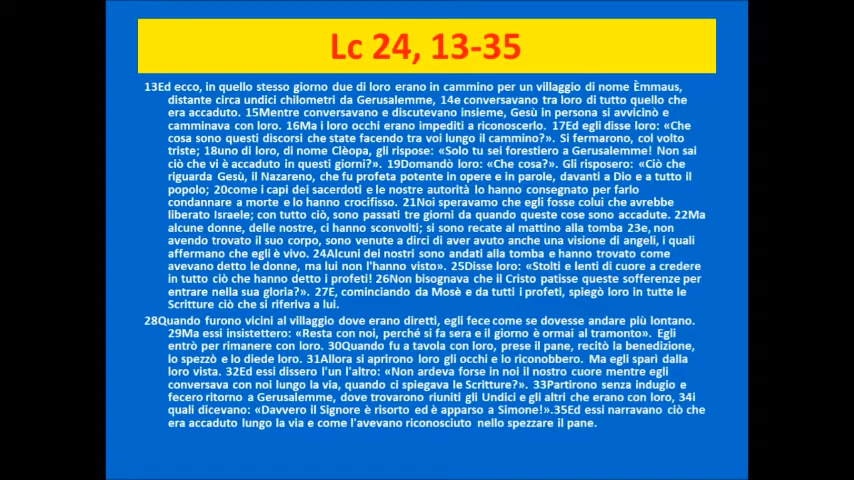 Lc 24, 13-35
13Ed ecco, in quello stesso giorno due di loro erano in cammino per un villaggio di nome Èmmaus,
distante circa undici chilometri da Gerusalemme, 14e conversavano tra loro di tutto quello che
era accaduto. 15Mentre conversavano e discutevano insieme, Gesù in persona si avvicinò e
camminava con loro. 16Ma i loro occhi erano impediti a riconoscerlo. 17Ed egli disse loro: «Che
cosa sono questi discorsi che state facendo tra voi lungo il cammino?». Si fermarono, col volto
triste; 18uno di loro, di nome Clèopa, gli rispose: «Solo tu sei forestiero a Gerusalemme! Non sai
ciò che vi è accaduto in questi giorni?». 19Domandò loro: «Che cosa?». Gli risposero: «Ciò che
riguarda Gesù, il Nazareno, che fu profeta potente in opere e in parole, davanti a Dio e a tutto il
popolo; 20come i capi dei sacerdoti e le nostre autorità lo hanno consegnato per farlo
condannare a morte e lo hanno crocifisso. 21Noi speravamo che egli fosse colui che avrebbe
liberato Israele; con tutto ciò, sono passati tre giorni da quando queste cose sono accadute. 22Ma
alcune donne, delle nostre, ci hanno sconvolti; si sono recate al mattino alla tomba 23e, non
avendo trovato il suo corpo, sono venute a dirci di aver avuto anche una visione di angeli, i quali
affermano che egli è vivo. 24Alcuni dei nostri sono andati alla tomba e hanno trovato come
avevano detto le donne, ma lui non l'hanno visto». 25Disse loro: «Stolti e lenti di cuore a credere
in tutto ciò che hanno detto i profeti! 26Non bisognava che il Cristo patisse queste sofferenze per
entrare nella sua gloria?». 27E, cominciando da Mosè e da tutti i profeti, spiegò loro in tutte le
Scritture ciò che si riferiva a lui.
28Quando furono vicini al villaggio dove erano diretti, egli fece come se dovesse andare più lontano.
29Ma essi insistettero: «Resta con noi, perché si fa sera e il giorno è ormai al tramonto». Egli
entrò per rimanere con loro. 30Quando fu a tavola con loro, prese il pane, recitò la benedizione,
lo spezzò e lo diede loro. 31Allora si aprirono loro gli occhi e lo riconobbero. Ma egli sparì dalla
loro vista. 32Ed essi dissero l'un l'altro: «Non ardeva forse in noi il nostro cuore mentre egli
conversava con noi lungo la via, quando ci spiegava le Scritture?». 33Partirono senza indugio e
fecero ritorno a Gerusalemme, dove trovarono riuniti gli Undici e gli altri che erano con loro, 34i
quali dicevano: «Davvero il Signore è risorto ed è apparso a Simone!».35Ed essi narravano ciò che
era accaduto lungo la via e come l'avevano riconosciuto nello spezzare il pane.